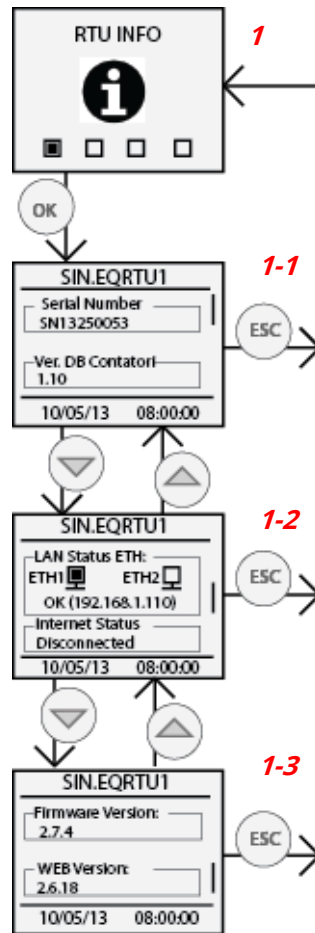 RTU INFO
1
OK
SIN.EQRTU1
1-1
Serial Number
SN13250053
ESC
Ver. DB Contatori
1.10
10/05/13 08:00:00
SIN.EQRTU1
1-2
LAN Status ETH:
ETH1 ETH2
ESC
OK (192.168.1.110)
Internet Status
Disconnected
10/05/13 08:00:00
SIN.EQRTU1
1-3
Firmware Version:
2.7.4
ESC
WEB Version:
2.6.18
10/05/13 08:00:00